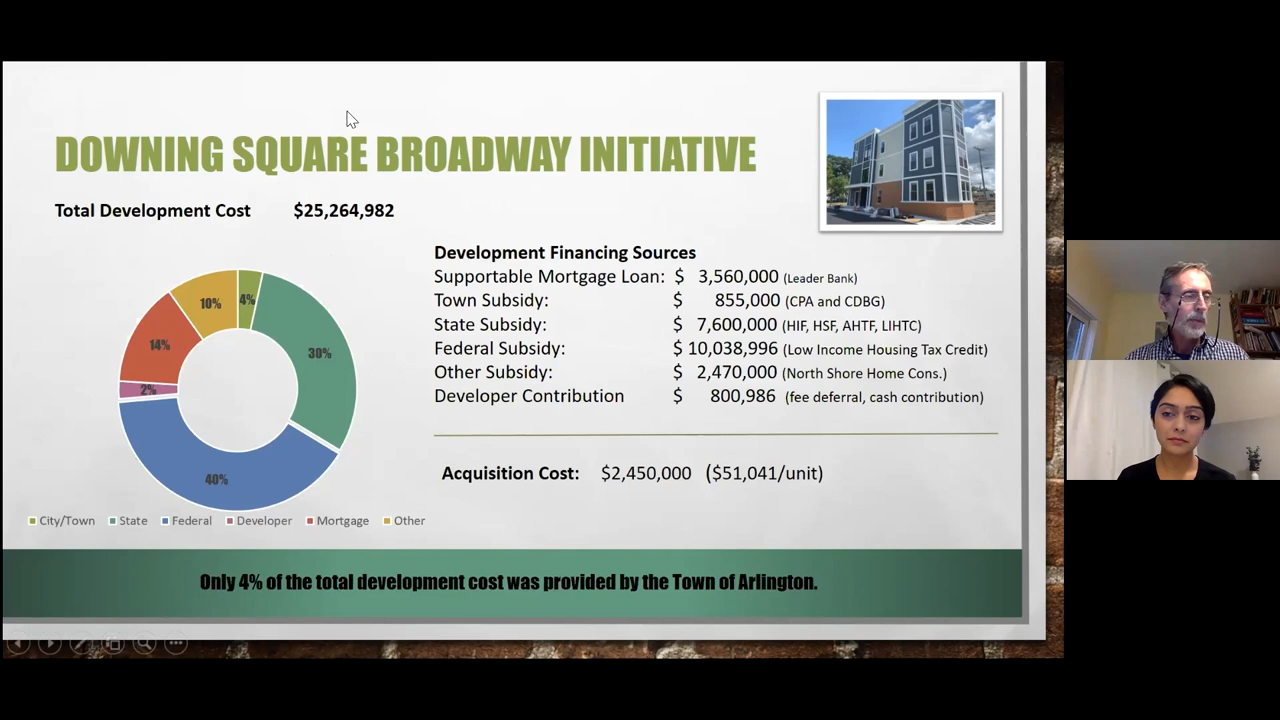 DOWNING SQUARE BROADWAY INITIATIVE
Total Development Cost $25,264,982
Development Financing Sources
Supportable Mortgage Loan: $ 3,560,000 (Leader Bank)
Town Subsidy: $ 855,000 (CPA and CDBG)
State Subsidy: $ 7,600,000 (HIF, HSF, AHTF, LIHTC)
Federal Subsidy: $ 10,038,996 (Low Income Housing Tax Credit)
Other Subsidy: $ 2,470,000 (North Shore Home Cons.)
Developer Contribution $ 800,986 (fee deferral, cash contribution)
Acquisition Cost: $2,450,000 ($51,041/unit)
4%
30%
40%
2%
14%
10%
City/Town State Federal Developer Mortgage Other
Only 4% of the total development cost was provided by the Town of Arlington.